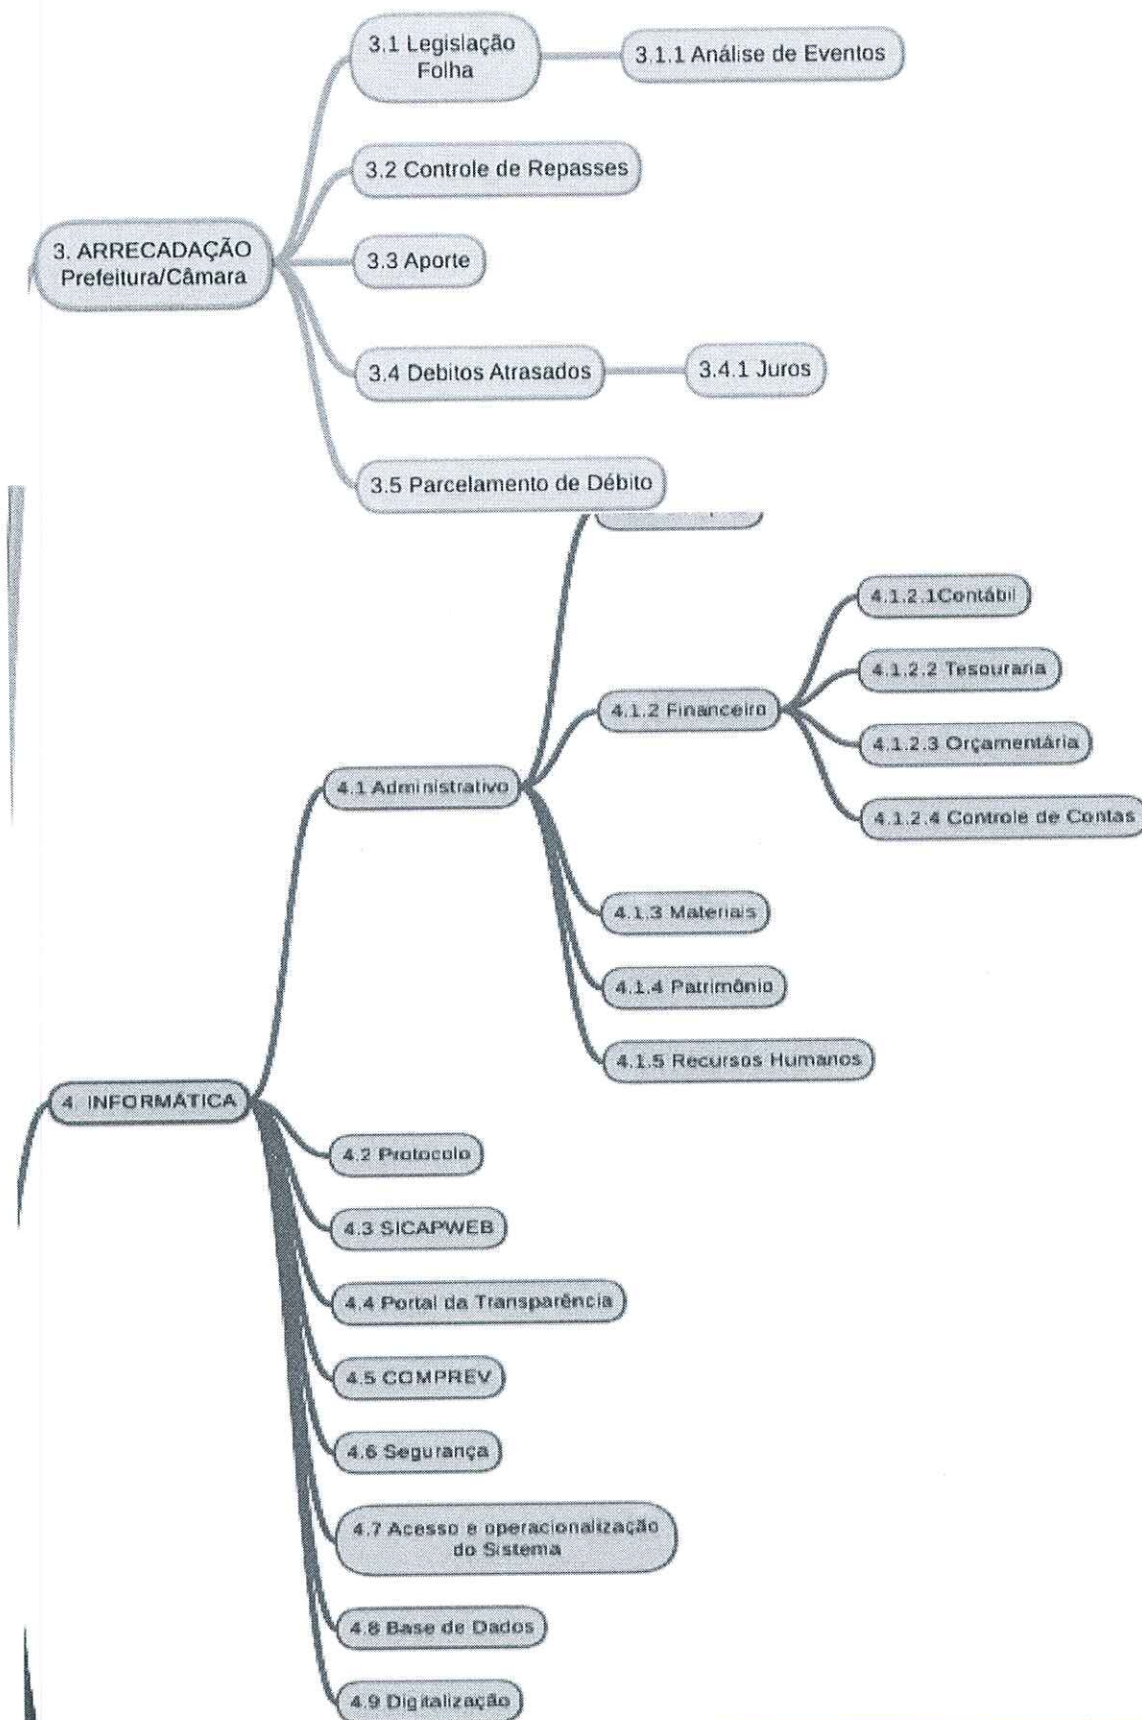 3.1 Legislação
Folha
3.1.1 Análise de Eventos
3.2 Controle de Repasses
3. ARRECADAÇÃO
Prefeitura/Câmara
3.3 Aporte
3.4 Debitos Atrasados
3.4.1 Juros
3.5 Parcelamento de Débito
4.1.2.1Contábil
4.1.2.2 Tesouraria
4.1.2 Financeiro
4.1.2.3 Orçamentária
4.1 Administrativo
4.1.2.4 Controle de Contas
4.1.3 Materiais
4.1.4 Patrimônio
4.1.5 Recursos Humanos
4. INFORMÁTICA
4.2 Protocolo
4.3 SICAPWEB
4.4 Portal da Transparência
4.5 COMPREV
4.6 Segurança
4.7 Acesso e operacionalização
do Sistema
4.8 Base de Dados
4.9 Digitalização